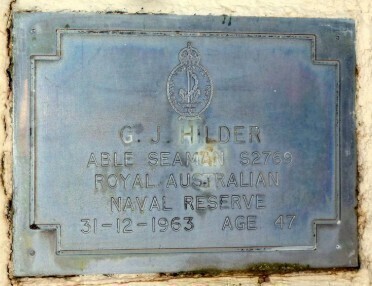 G. J. HILDER
ABLE SEAMAN S2769
ROYAL AUSTRALIAN
NAVAL RESERVE
31-12-1963 AGE 47